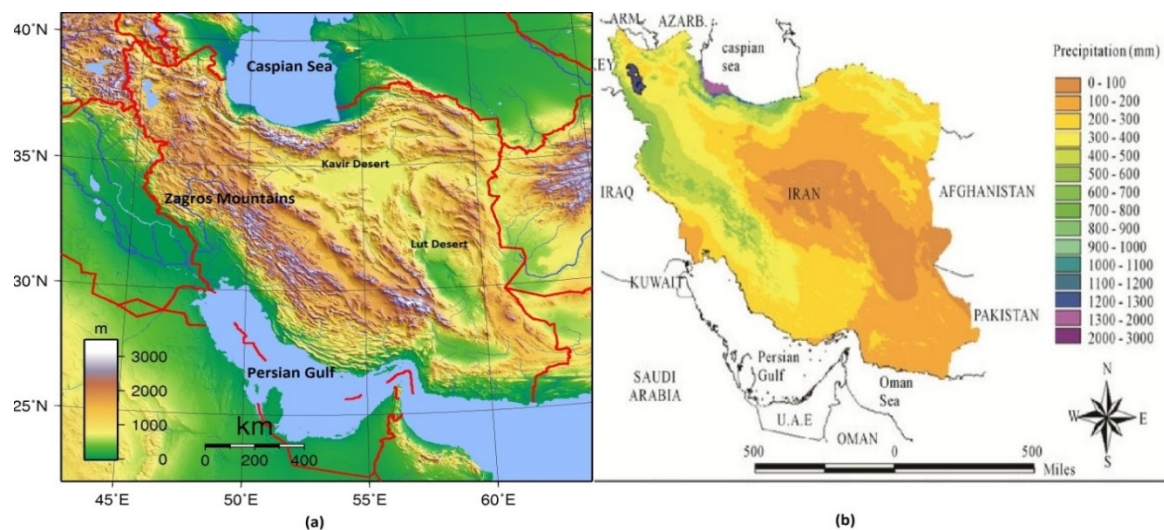 40°N
35°N
30°N
25°N
45°E
50°E
55°E
60°E
Caspian Sea
Kavir Desert
Zagros Mountains
Lut Desert
Persian Gulf
m
3000
2000
1000
0
km
0 200 400
(a)
ARM.
AZARB.
KEY
caspian
sea
IRAQ
IRAN
AFGHANISTAN
KUWAIT
PAKISTAN
Persian
Gulf
Oman
Sea
SAUDI
ARABIA
U.A.E
OMAN
Precipitation (mm)
0 - 100
100 - 200
200 - 300
300 - 400
400 - 500
500 - 600
600 - 700
700 - 800
800 - 900
900 - 1000
1000 - 1100
1100 - 1200
1200 - 1300
1300 - 2000
2000 - 3000
N
W E
S
500 0 500
Miles
(b)